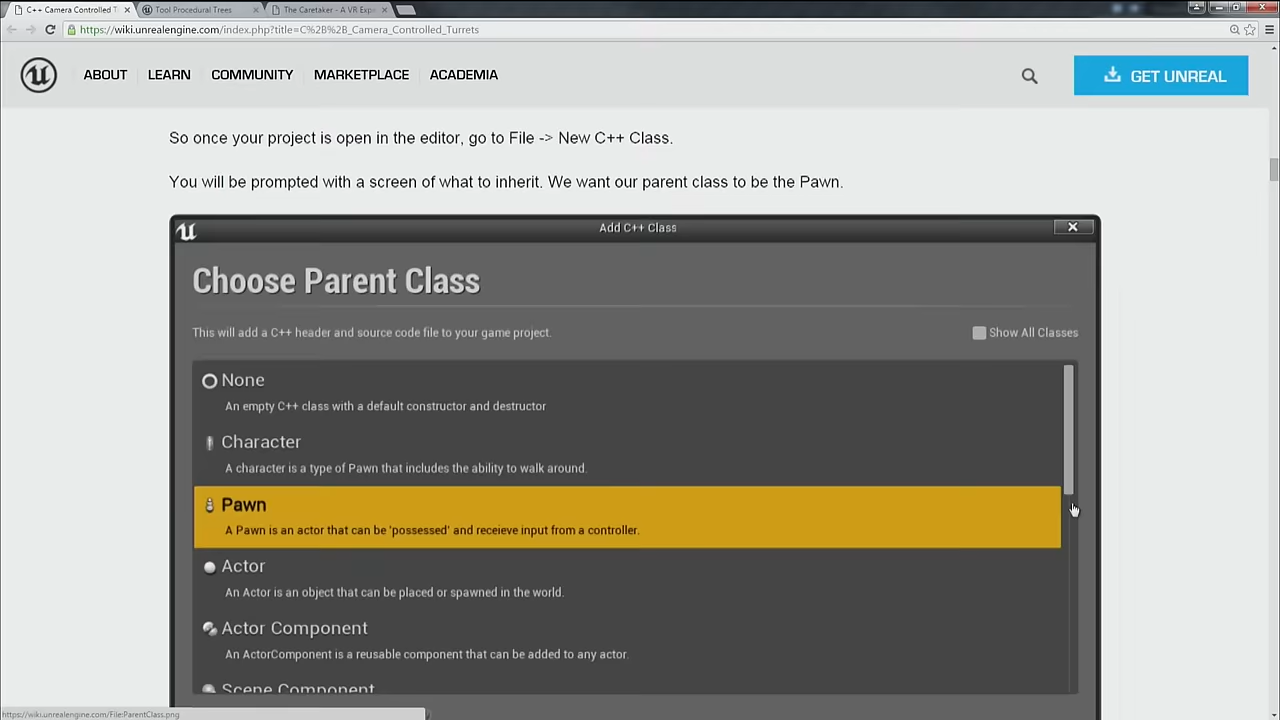 C++ Camera Controlled T
Tool Procedural Trees
The Caretaker - A VR Exp
https://wiki.unrealengine.com/index.php?title=C%2B%2B_Camera_Controlled_Turrets
ABOUT LEARN COMMUNITY MARKETPLACE ACADEMIA
GET UNREAL
So once your project is open in the editor, go to File -> New C++ Class.
You will be prompted with a screen of what to inherit. We want our parent class to be the Pawn.
Add C++ Class
Choose Parent Class
This will add a C++ header and source code file to your game project.
Show All Classes
None
An empty C++ class with a default constructor and destructor
Character
A character is a type of Pawn that includes the ability to walk around.
Pawn
A Pawn is an actor that can be 'possessed' and receieve input from a controller.
Actor
An Actor is an object that can be placed or spawned in the world.
Actor Component
An ActorComponent is a reusable component that can be added to any actor.
Scene Component
https://wiki.unrealengine.com/File:ParentClass.png